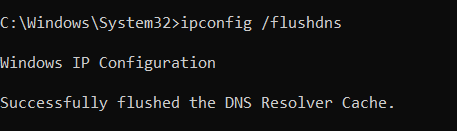 C:\Windows\System32>ipconfig /flushdns
Windows IP Configuration
Successfully flushed the DNS Resolver Cache.